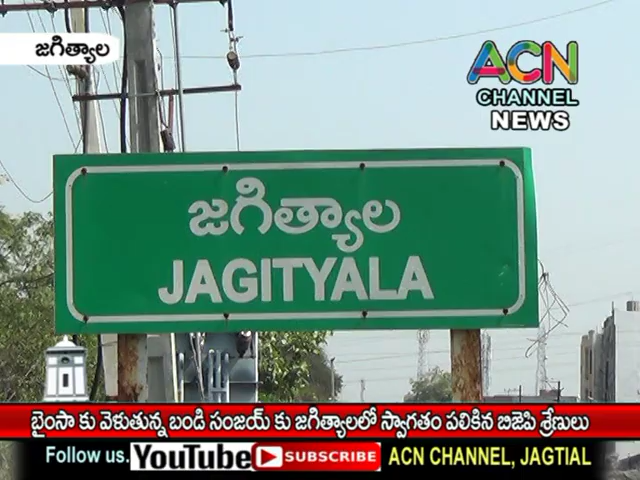 జగిత్యాల
ACN
CHANNEL
NEWS
జగిత్యాల
JAGITYALA
బైంసా కు వెళుతున్న బండి సంజయ్ కు జగిత్యాలలో స్వాగతం పలికిన బిజెపి శ్రేణులు
Follow us. YouTube SUBSCRIBE ACN CHANNEL, JAGTIAL